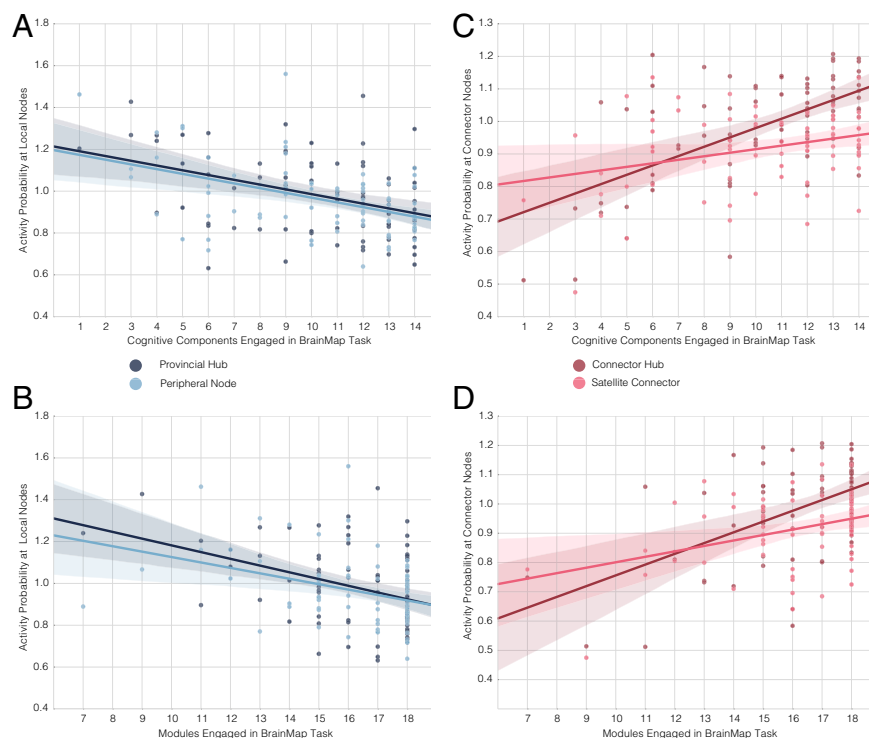 A
1.8
1.6
1.4
1.2
1.0
0.8
0.6
0.4
Activity Probability at Local Nodes
1 2 3 4 5 6 7 8 9 10 11 12 13 14
Cognitive Components Engaged in BrainMap Task
Provincial Hub
Peripheral Node
C
1.3
1.2
1.1
1.0
0.9
0.8
0.7
0.6
0.5
0.4
Activity Probability at Connector Nodes
1 2 3 4 5 6 7 8 9 10 11 12 13 14
Cognitive Components Engaged in BrainMap Task
Connector Hub
Satellite Connector
B
1.8
1.6
1.4
1.2
1.0
0.8
0.6
0.4
Activity Probability at Local Nodes
7 8 9 10 11 12 13 14 15 16 17 18
Modules Engaged in BrainMap Task
D
1.3
1.2
1.1
1.0
0.9
0.8
0.7
0.6
0.5
0.4
Activity Probability at Connector Nodes
7 8 9 10 11 12 13 14 15 16 17 18
Modules Engaged in BrainMap Task